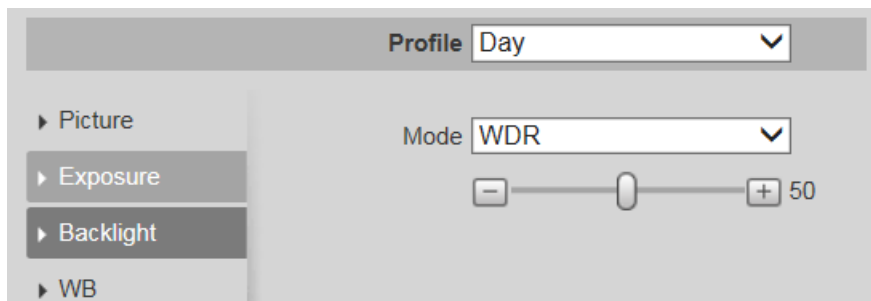 Profile Day
Picture
Mode WDR
Exposure
50
Backlight
WB